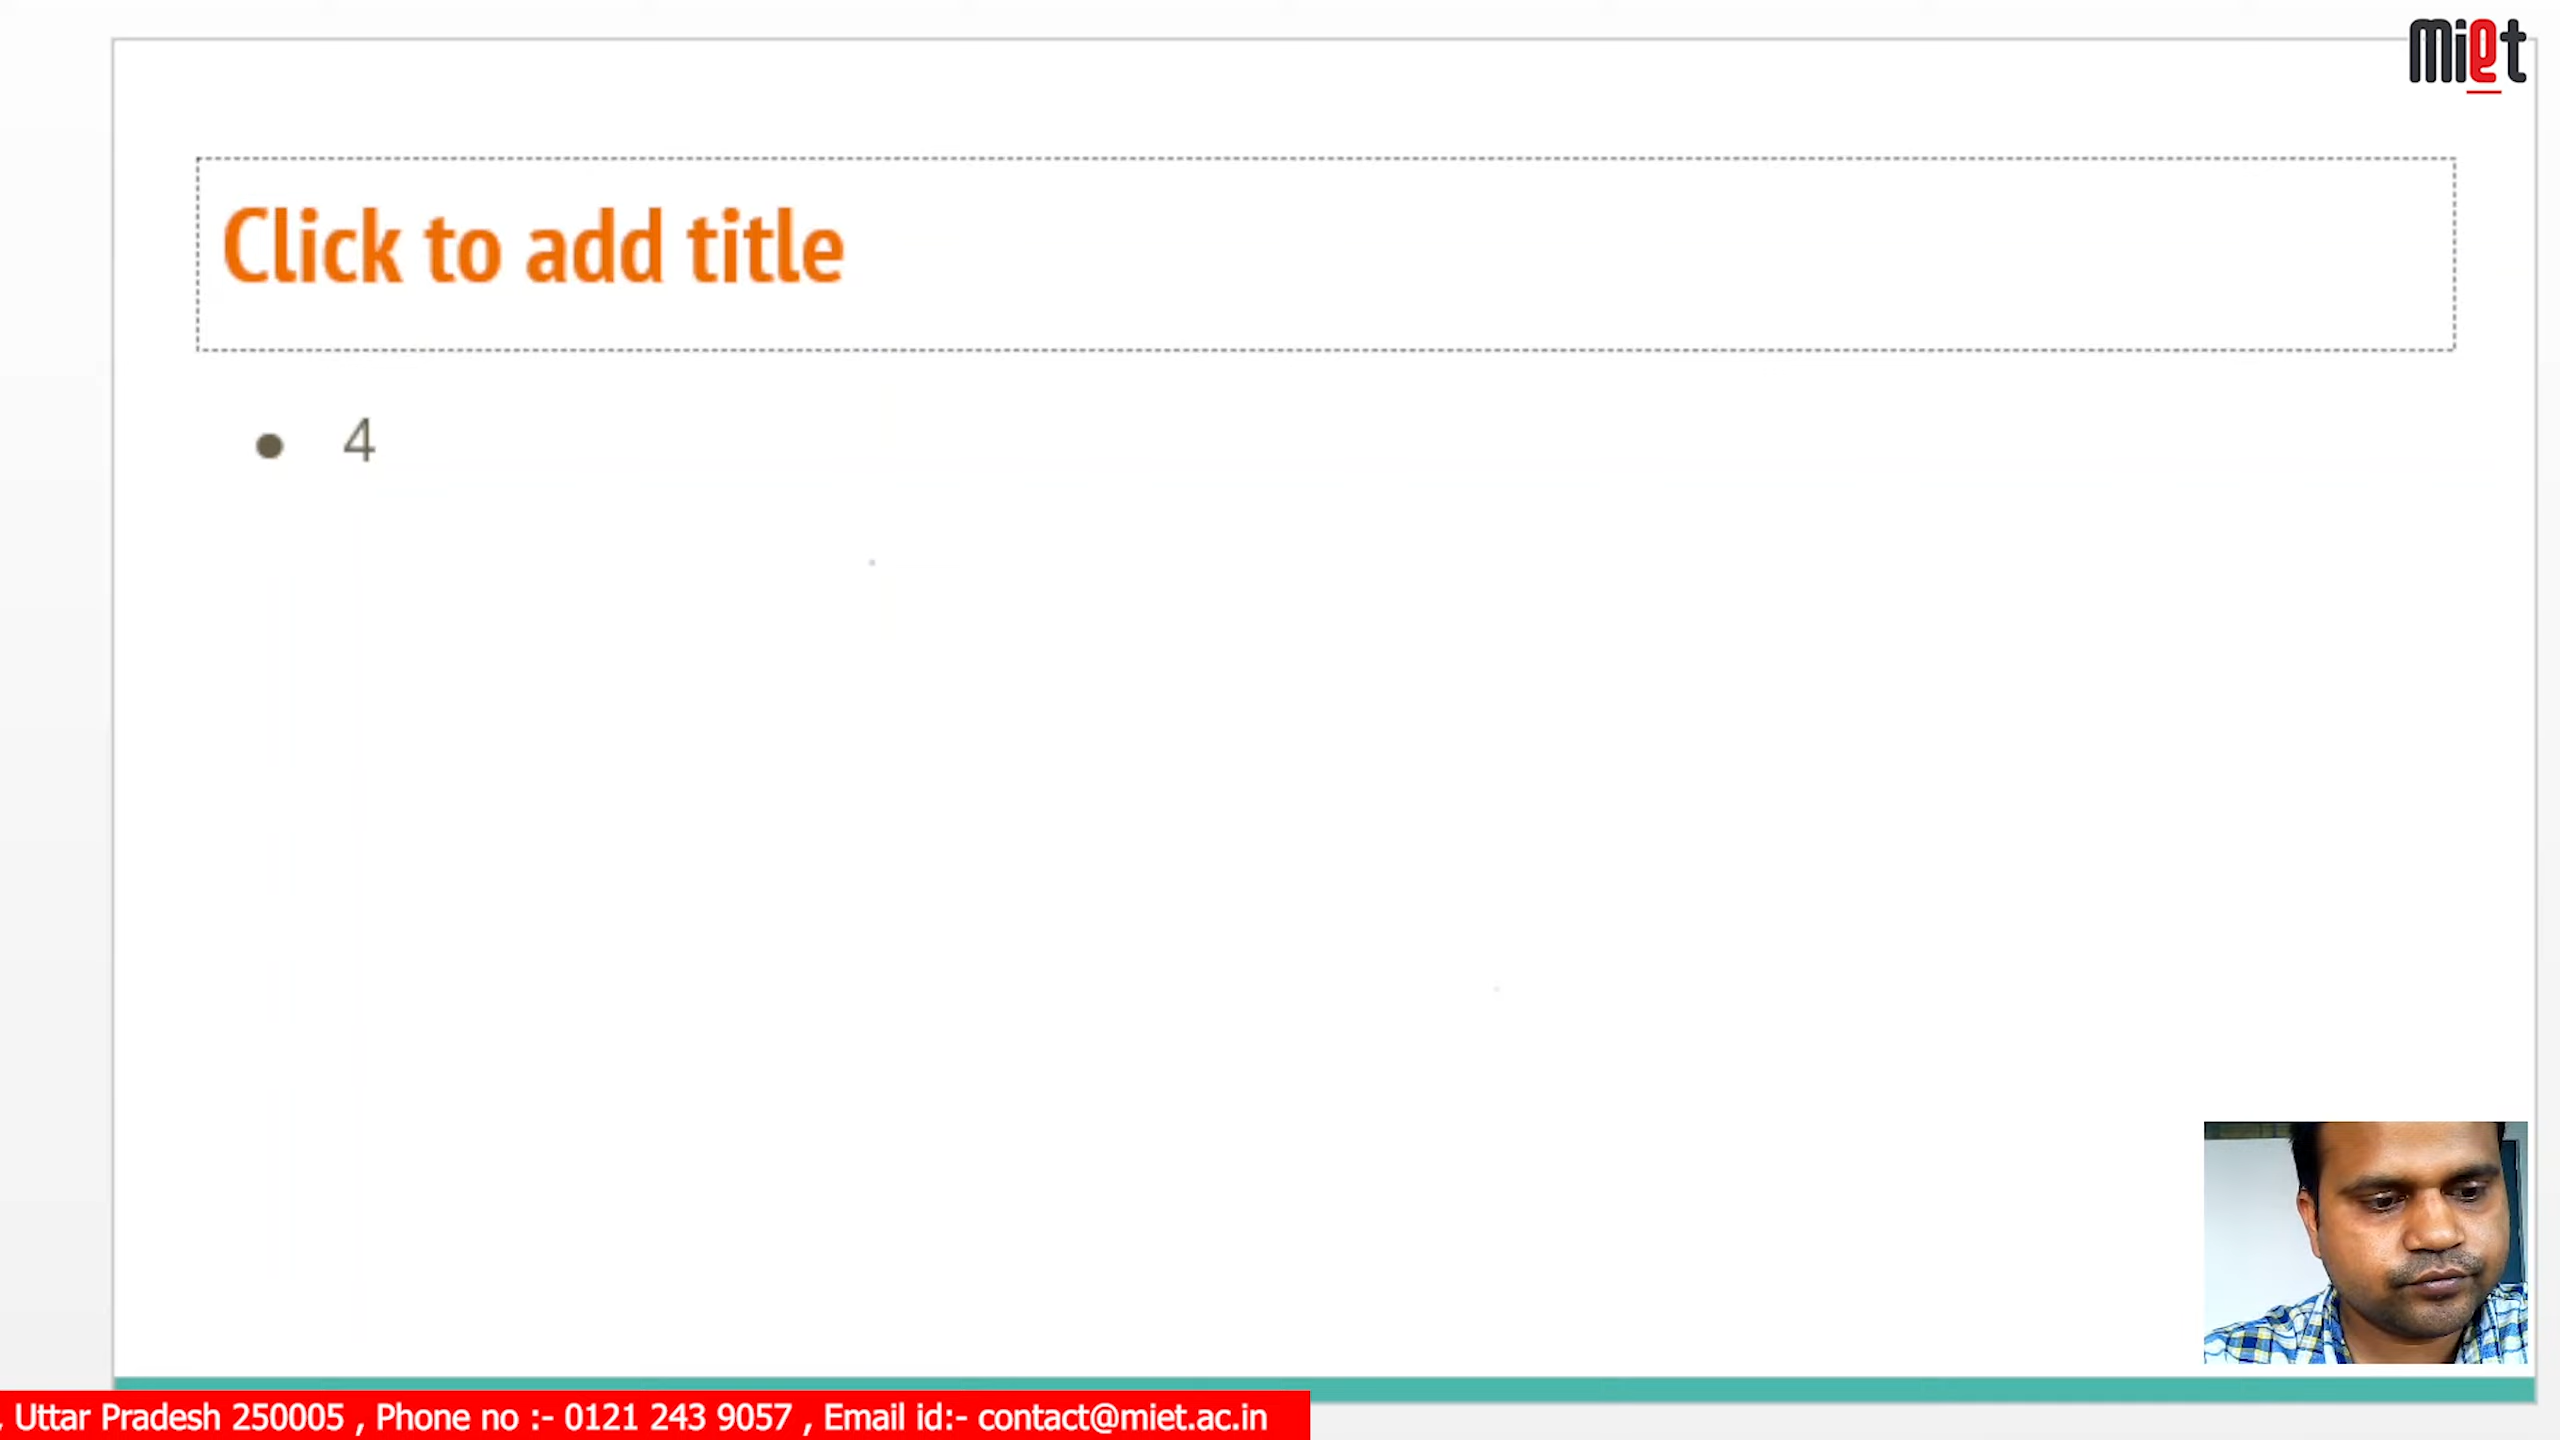 miet
Click to add title
● 4
, Uttar Pradesh 250005 , Phone no :- 0121 243 9057 , Email id:- contact@miet.ac.in